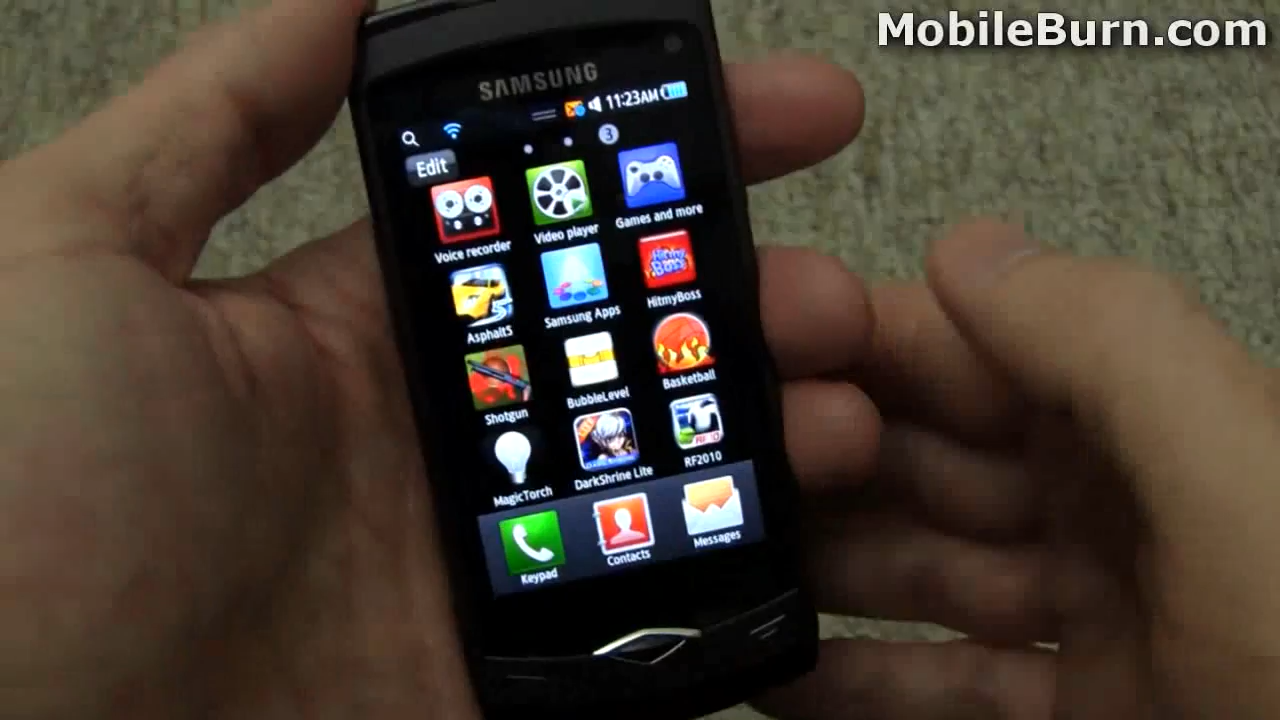 MobileBurn.com
SAMSUNG
11:23AM
3
Edit
Voice recorder
Video player
Games and more
Asphalt5
Samsung Apps
HitmyBoss
HitmyBoss
Shotgun
BubbleLevel
Basketball
MagicTorch
DarkShrine Lite
RF2010
Keypad
Contacts
Messages